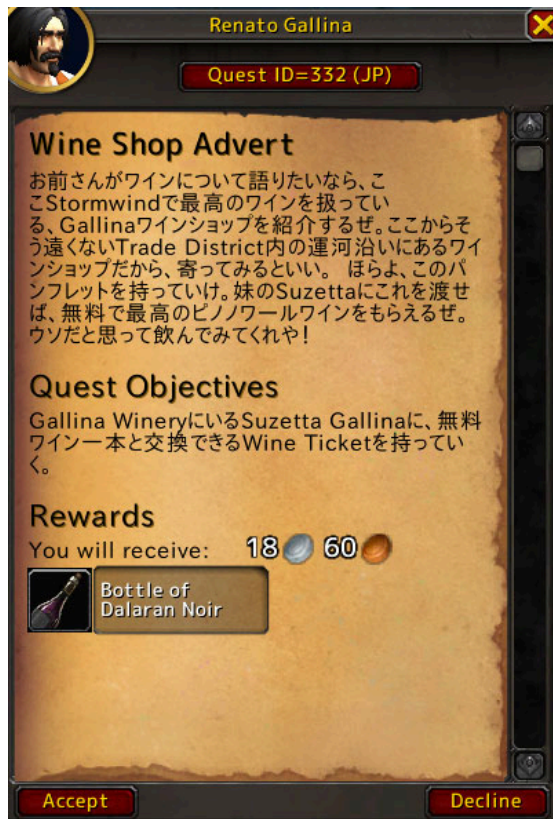 Renato Gallina
Quest ID=332 (JP)
Wine Shop Advert
お前さんがワインについて語りたいなら、こ
こStormwindで最高のワインを扱ってい
る、Gallinaワインショップを紹介するぜ。ここからそ
う遠くないTrade District内の運河沿いにあるワイ
ンショップだから、寄ってみるといい。 ほらよ、このパ
ンフレットを持っていけ。妹のSuzettaにこれを渡せ
ば、無料で最高のピノノワールワインをもらえるぜ。
ウソだと思って飲んでみてくれや！
Quest Objectives
Gallina WineryにいるSuzetta Gallinaに、無料
ワイン一本と交換できるWine Ticketを持ってい
く。
Rewards
You will receive: 18 60
Bottle of
Dalaran Noir
Accept Decline